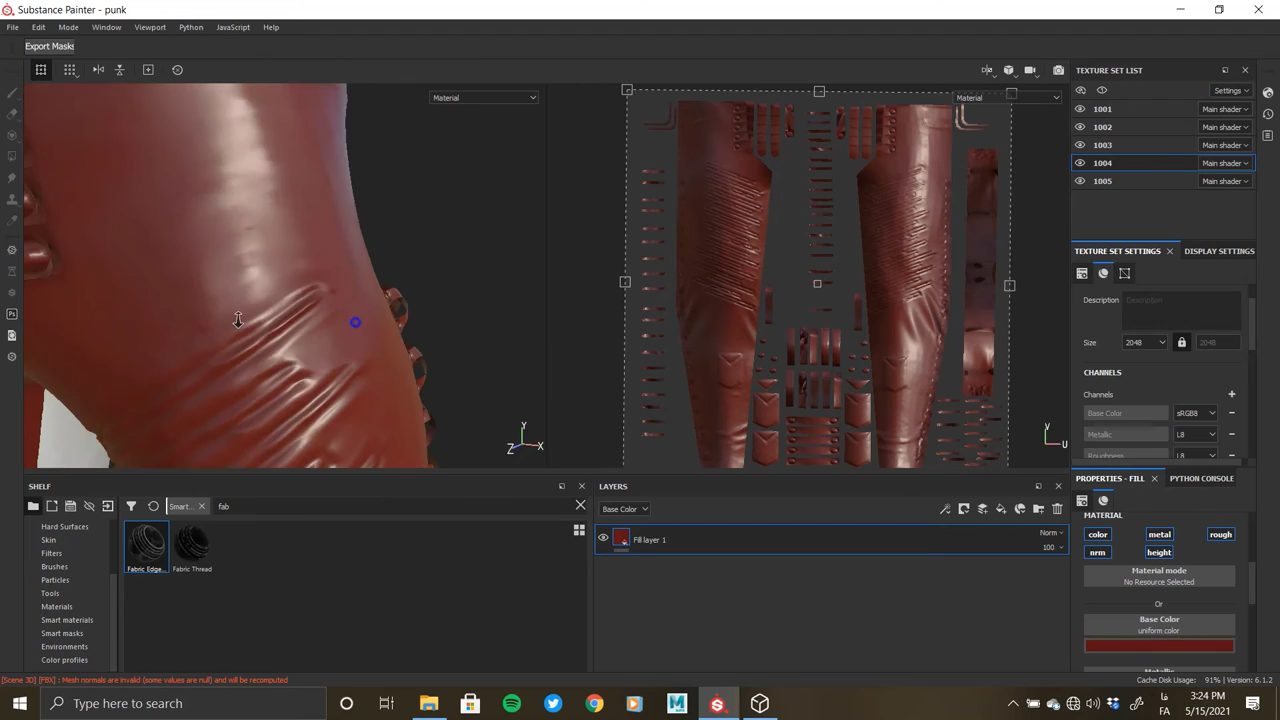 Substance Painter - punk
File Edit Mode Window Viewport Python JavaScript Help
Export Masks
Material
Material
Y
Z X
V
U
TEXTURE SET LIST
Settings
1001 Main shader
1002 Main shader
1003 Main shader
1004 Main shader
1005 Main shader
TEXTURE SET SETTINGS DISPLAY SETTINGS
Description Description
Size 2048 2048
CHANNELS
Channels
Base Color sRGB8
Metallic L8
Roughness L8
PROPERTIES - FILL PYTHON CONSOLE
MATERIAL
color metal rough
nrm height
Material mode
No Resource Selected
Or
Base Color
uniform color
Metallic
SHELF
Smart... fab
Hard Surfaces
Skin
Filters
Brushes
Particles
Tools
Materials
Smart materials
Smart masks
Environments
Color profiles
Fabric Edge...
Fabric Thread
LAYERS
Base Color
Fill layer 1
Norm
100
[Scene 3D] [FBX] : Mesh normals are invalid (some values are null) and will be recomputed
Cache Disk Usage: 91% | Version: 6.1.2
Type here to search
Ps
M
فا
FA
3:24 PM
5/15/2021